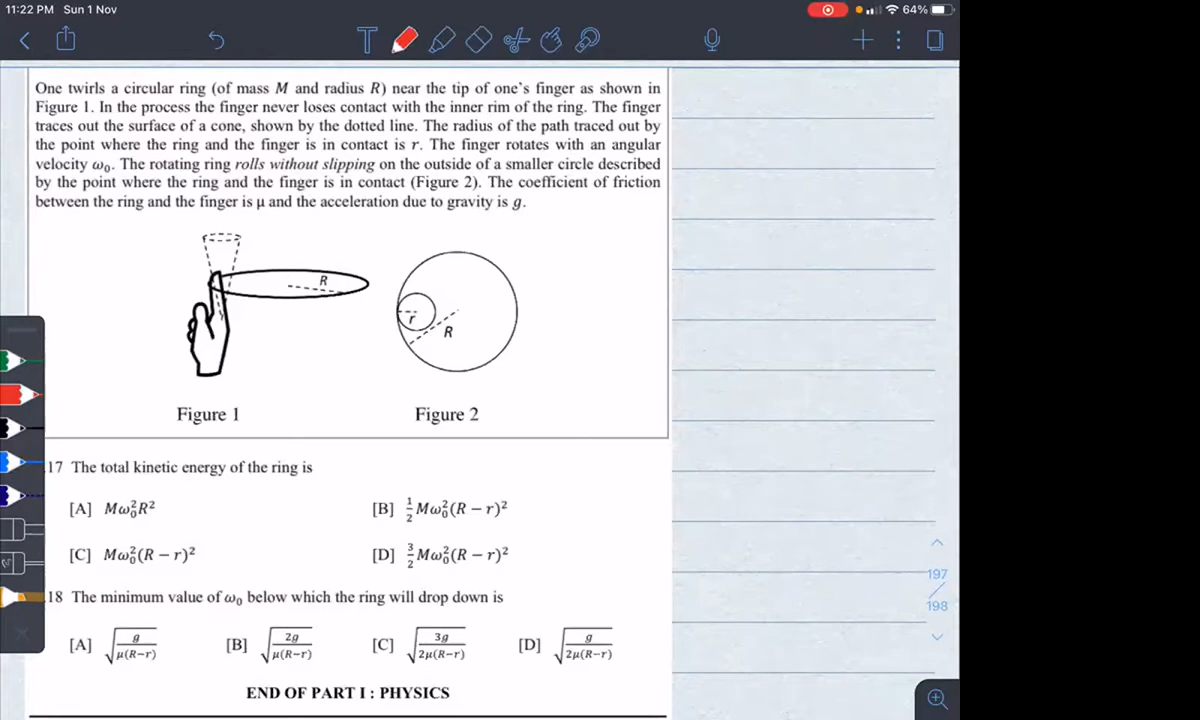 11:22 PM Sun 1 Nov
64%
One twirls a circular ring (of mass M and radius R) near the tip of one's finger as shown in
Figure 1. In the process the finger never loses contact with the inner rim of the ring. The finger
traces out the surface of a cone, shown by the dotted line. The radius of the path traced out by
the point where the ring and the finger is in contact is r. The finger rotates with an angular
velocity ω₀. The rotating ring rolls without slipping on the outside of a smaller circle described
by the point where the ring and the finger is in contact (Figure 2). The coefficient of friction
between the ring and the finger is μ and the acceleration due to gravity is g.
R
r
R
Figure 1 Figure 2
.17 The total kinetic energy of the ring is
[A] Mω₀²R² [B] 1/2 Mω₀²(R − r)²
[C] Mω₀²(R − r)² [D] 3/2 Mω₀²(R − r)²
.18 The minimum value of ω₀ below which the ring will drop down is
[A] √(g/μ(R−r)) [B] √(2g/μ(R−r)) [C] √(3g/2μ(R−r)) [D] √(g/2μ(R−r))
END OF PART I : PHYSICS
197
198